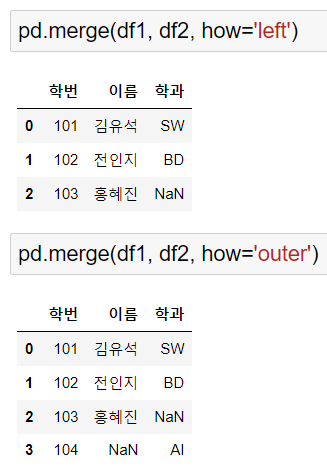 pd.merge(df1, df2, how='left')
학번 이름 학과
0 101 김유석 SW
1 102 전인지 BD
2 103 홍혜진 NaN
pd.merge(df1, df2, how='outer')
학번 이름 학과
0 101 김유석 SW
1 102 전인지 BD
2 103 홍혜진 NaN
3 104 NaN AI